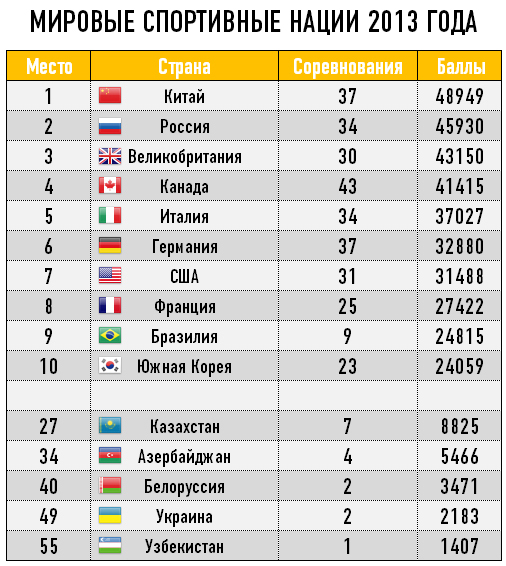 МИРОВЫЕ СПОРТИВНЫЕ НАЦИИ 2013 ГОДА
Место Страна Соревнования Баллы
1 Китай 37 48949
2 Россия 34 45930
3 Великобритания 30 43150
4 Канада 43 41415
5 Италия 34 37027
6 Германия 37 32880
7 США 31 31488
8 Франция 25 27422
9 Бразилия 9 24815
10 Южная Корея 23 24059
27 Казахстан 7 8825
34 Азербайджан 4 5466
40 Белоруссия 2 3471
49 Украина 2 2183
55 Узбекистан 1 1407